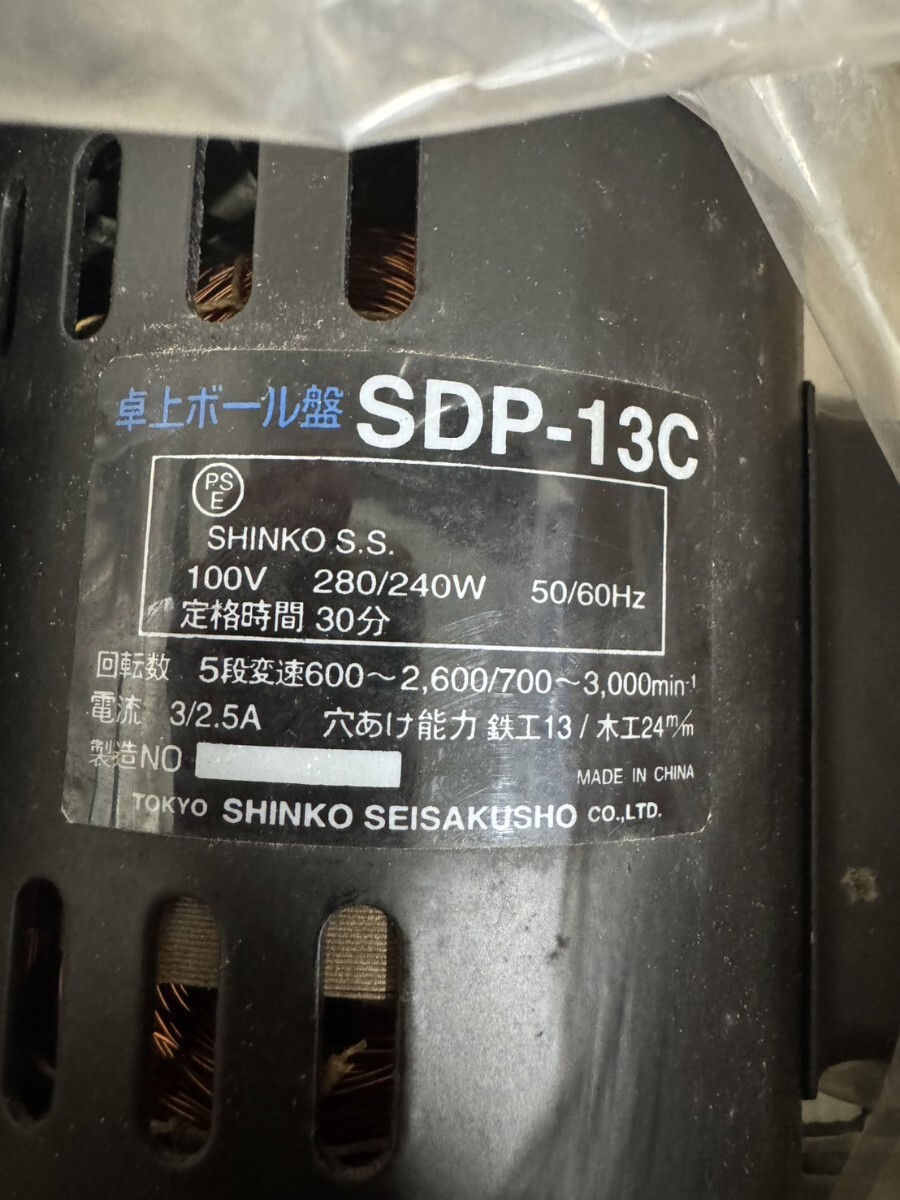 卓上ボール盤 SDP-13C
PS
E
SHINKO S.S.
100V 280/240W 50/60Hz
定格時間 30分
回転数 5段変速600～2,600/700～3,000min-1
電流 3/2.5A 穴あけ能力 鉄工13 / 木工24m/m
製造NO
MADE IN CHINA
TOKYO SHINKO SEISAKUSHO CO.,LTD.